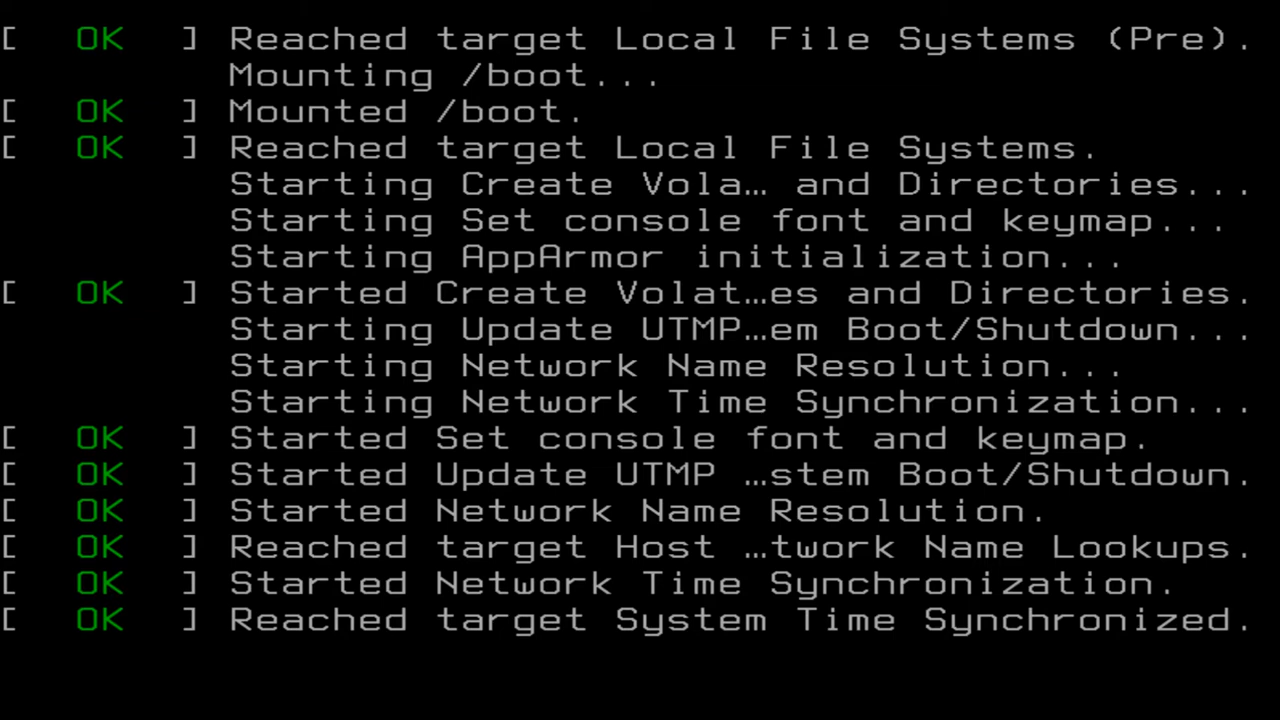 [ OK ] Reached target Local File Systems (Pre).
Mounting /boot...
[ OK ] Mounted /boot.
[ OK ] Reached target Local File Systems.
Starting Create Vola… and Directories...
Starting Set console font and keymap...
Starting AppArmor initialization...
[ OK ] Started Create Volat…es and Directories.
Starting Update UTMP…em Boot/Shutdown...
Starting Network Name Resolution...
Starting Network Time Synchronization...
[ OK ] Started Set console font and keymap.
[ OK ] Started Update UTMP …stem Boot/Shutdown.
[ OK ] Started Network Name Resolution.
[ OK ] Reached target Host …twork Name Lookups.
[ OK ] Started Network Time Synchronization.
[ OK ] Reached target System Time Synchronized.